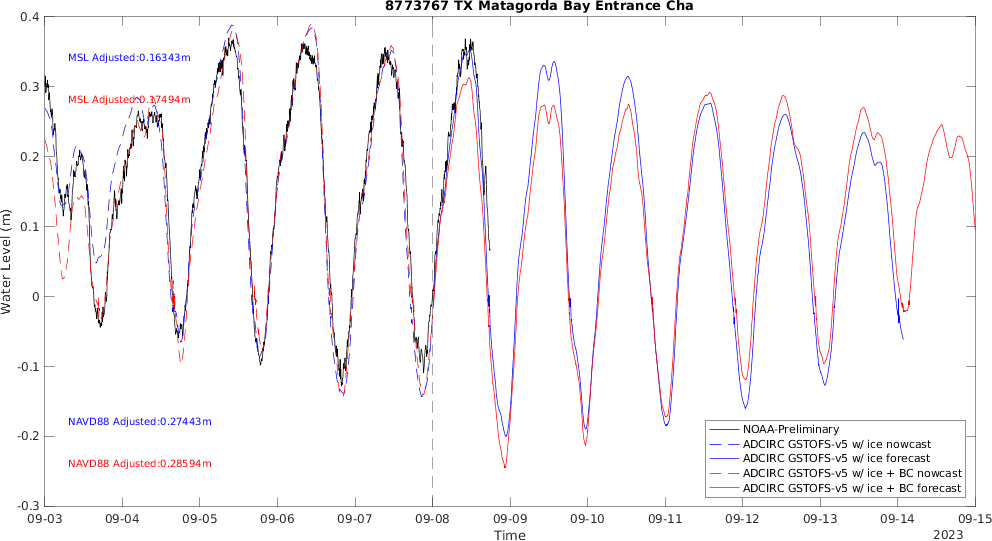 8773767 TX Matagorda Bay Entrance Cha
0.4
0.3
0.2
0.1
0
-0.1
-0.2
-0.3
Water Level (m)
MSL Adjusted:0.16343m
MSL Adjusted:0.17494m
NAVD88 Adjusted:0.27443m
NAVD88 Adjusted:0.28594m
NOAA-Preliminary
ADCIRC GSTOFS-v5 w/ ice nowcast
ADCIRC GSTOFS-v5 w/ ice forecast
ADCIRC GSTOFS-v5 w/ ice + BC nowcast
ADCIRC GSTOFS-v5 w/ ice + BC forecast
09-03 09-04 09-05 09-06 09-07 09-08 09-09 09-10 09-11 09-12 09-13 09-14 09-15
Time
2023